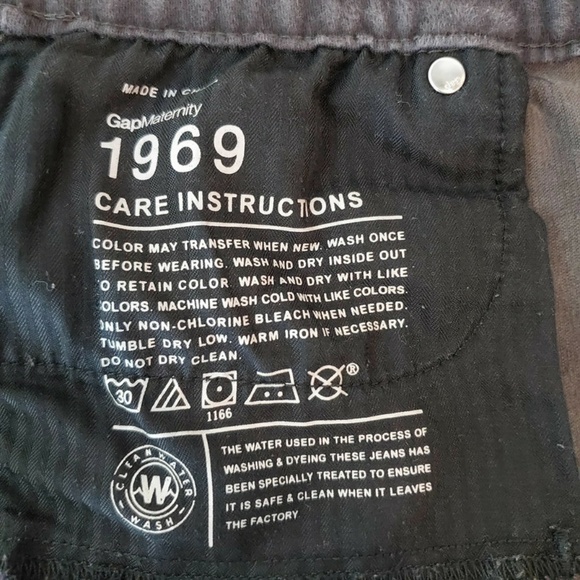 MADE IN
GapMaternity
1969
CARE INSTRUCTIONS
COLOR MAY TRANSFER WHEN NEW. WASH ONCE
BEFORE WEARING. WASH AND DRY INSIDE OUT
TO RETAIN COLOR. WASH AND DRY WITH LIKE
COLORS. MACHINE WASH COLD WITH LIKE COLORS.
ONLY NON-CHLORINE BLEACH WHEN NEEDED.
TUMBLE DRY LOW. WARM IRON IF NECESSARY.
DO NOT DRY CLEAN.
30 ®
1166
CLEAN WATER
W
WASH
THE WATER USED IN THE PROCESS OF
WASHING & DYEING THESE JEANS HAS
BEEN SPECIALLY TREATED TO ENSURE
IT IS SAFE & CLEAN WHEN IT LEAVES
THE FACTORY